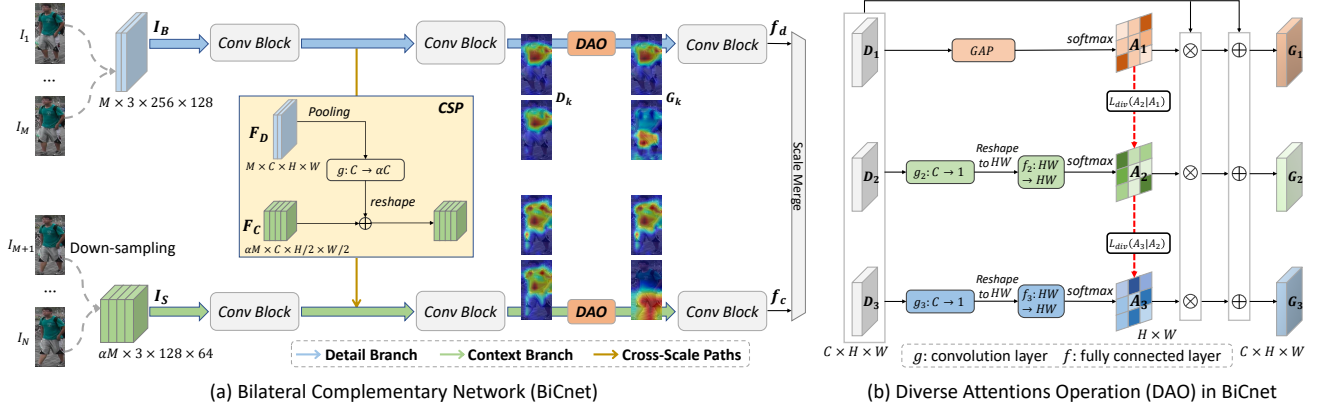 I_1
...
I_M
M × 3 × 256 × 128
I_B
Conv Block
Conv Block
DAO
Conv Block
f_d
D_k
G_k
CSP
Pooling
F_D
M × C × H × W
g: C → αC
reshape
F_C
αM × C × H/2 × W/2
Scale Merge
I_{M+1}
Down-sampling
...
I_N
I_S
αM × 3 × 128 × 64
Conv Block
Conv Block
DAO
Conv Block
f_c
Detail Branch
Context Branch
Cross-Scale Paths
(a) Bilateral Complementary Network (BiCnet)
D_1
GAP
softmax
A_1
G_1
L_{div}(A_2|A_1)
D_2
g_2: C → 1
Reshape
to HW
f_2: HW
→ HW
softmax
A_2
G_2
L_{div}(A_3|A_2)
D_3
g_3: C → 1
Reshape
to HW
f_3: HW
→ HW
softmax
A_3
G_3
H × W
C × H × W
g: convolution layer
f: fully connected layer
C × H × W
(b) Diverse Attentions Operation (DAO) in BiCnet